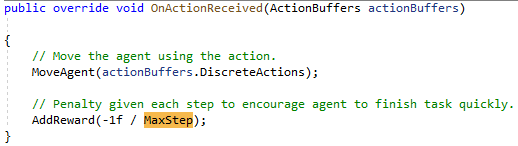 public override void OnActionReceived(ActionBuffers actionBuffers)
{
// Move the agent using the action.
MoveAgent(actionBuffers.DiscreteActions);
// Penalty given each step to encourage agent to finish task quickly.
AddReward(-1f / MaxStep);
}